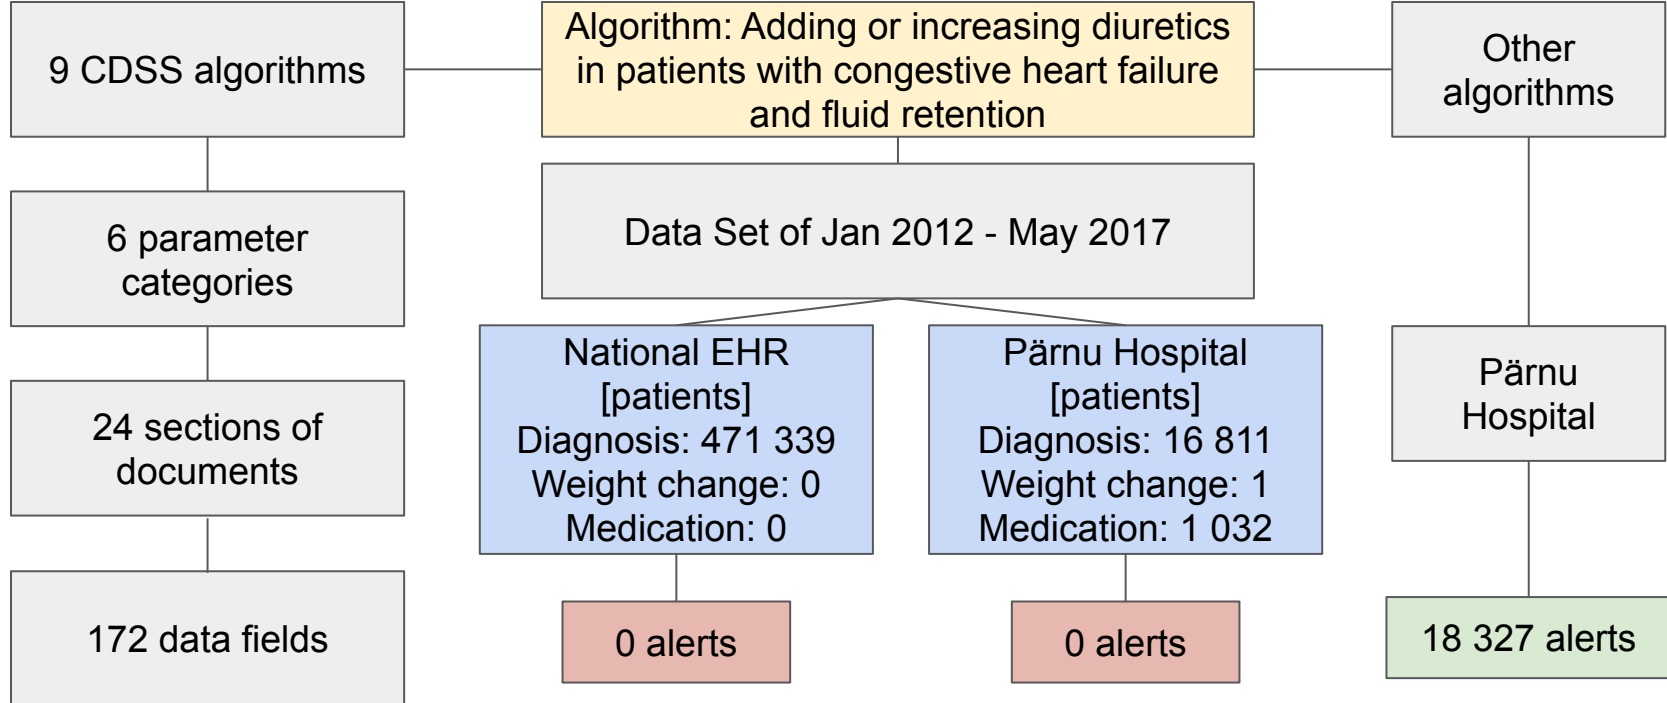 9 CDSS algorithms
6 parameter
categories
24 sections of
documents
172 data fields
Algorithm: Adding or increasing diuretics
in patients with congestive heart failure
and fluid retention
Data Set of Jan 2012 - May 2017
National EHR
[patients]
Diagnosis: 471 339
Weight change: 0
Medication: 0
0 alerts
Pärnu Hospital
[patients]
Diagnosis: 16 811
Weight change: 1
Medication: 1 032
0 alerts
Other
algorithms
Pärnu
Hospital
18 327 alerts